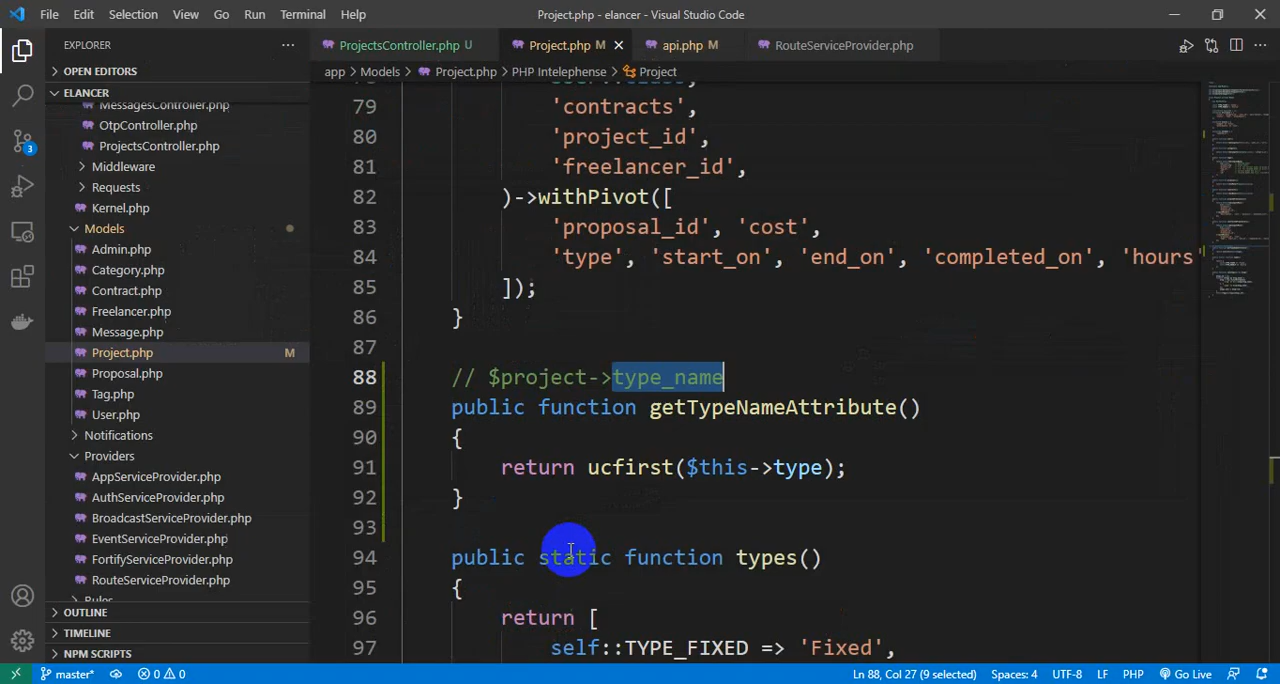 File Edit Selection View Go Run Terminal Help
Project.php - elancer - Visual Studio Code
EXPLORER
OPEN EDITORS
ELANCER
MessagesController.php
OtpController.php
ProjectsController.php
Middleware
Requests
Kernel.php
Models
Admin.php
Category.php
Contract.php
Freelancer.php
Message.php
Project.php M
Proposal.php
Tag.php
User.php
Notifications
Providers
AppServiceProvider.php
AuthServiceProvider.php
BroadcastServiceProvider.php
EventServiceProvider.php
FortifyServiceProvider.php
RouteServiceProvider.php
Rules
OUTLINE
TIMELINE
NPM SCRIPTS
3
ProjectsController.php U Project.php M api.php M RouteServiceProvider.php
app > Models > Project.php > PHP Intelephense > Project
79 'contracts',
80 'project_id',
81 'freelancer_id',
82 )->withPivot([
83 'proposal_id', 'cost',
84 'type', 'start_on', 'end_on', 'completed_on', 'hours'
85 ]);
86 }
87
88 // $project->type_name
89 public function getTypeNameAttribute()
90 {
91 return ucfirst($this->type);
92 }
93
94 public static function types()
95 {
96 return [
97 self::TYPE_FIXED => 'Fixed',
master* 0 0 Ln 88, Col 27 (9 selected) Spaces: 4 UTF-8 LF PHP Go Live